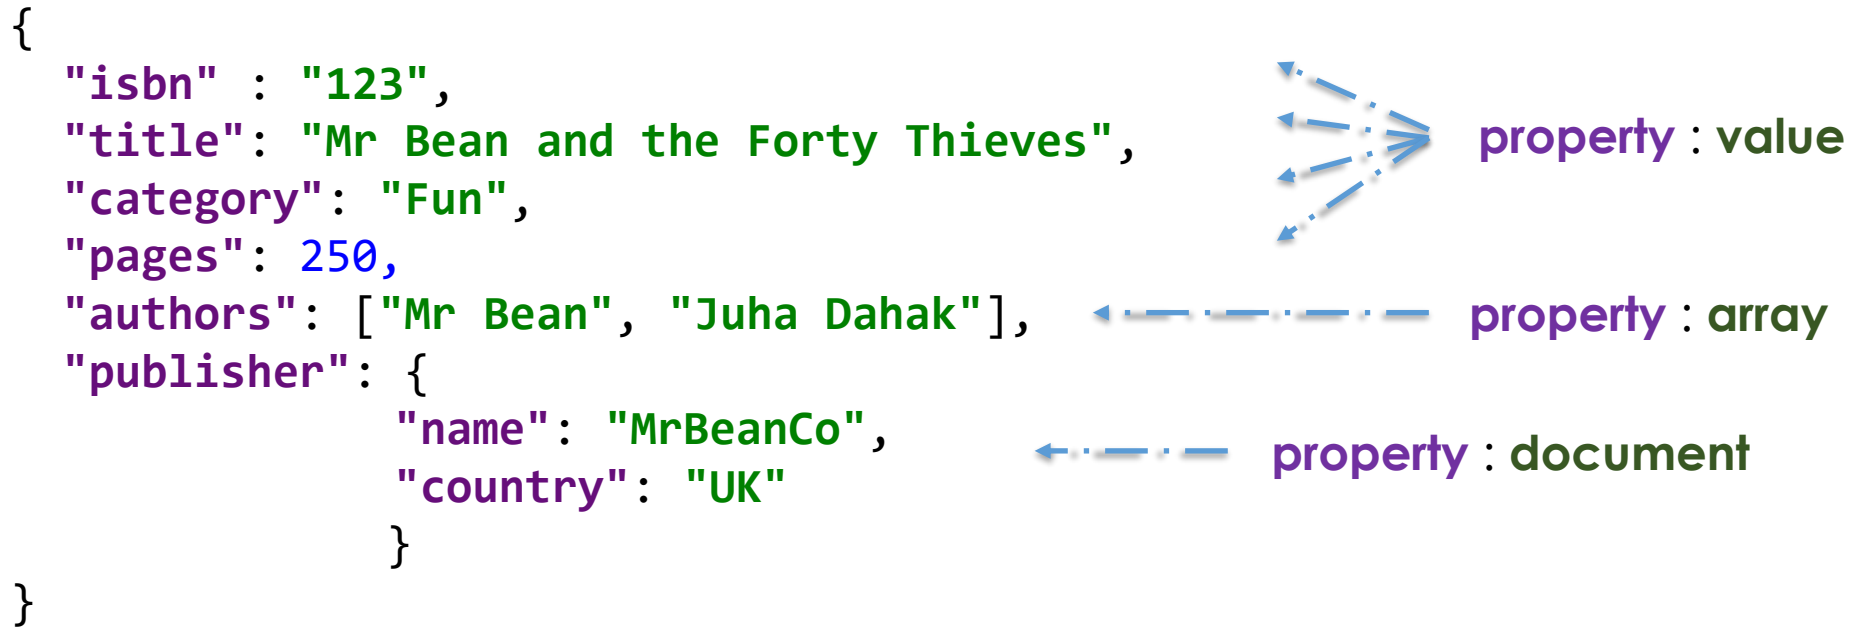 {
"isbn" : "123",
"title": "Mr Bean and the Forty Thieves",
"category": "Fun",
"pages": 250,
"authors": ["Mr Bean", "Juha Dahak"],
"publisher": {
"name": "MrBeanCo",
"country": "UK"
}
}
property : value
property : array
property : document